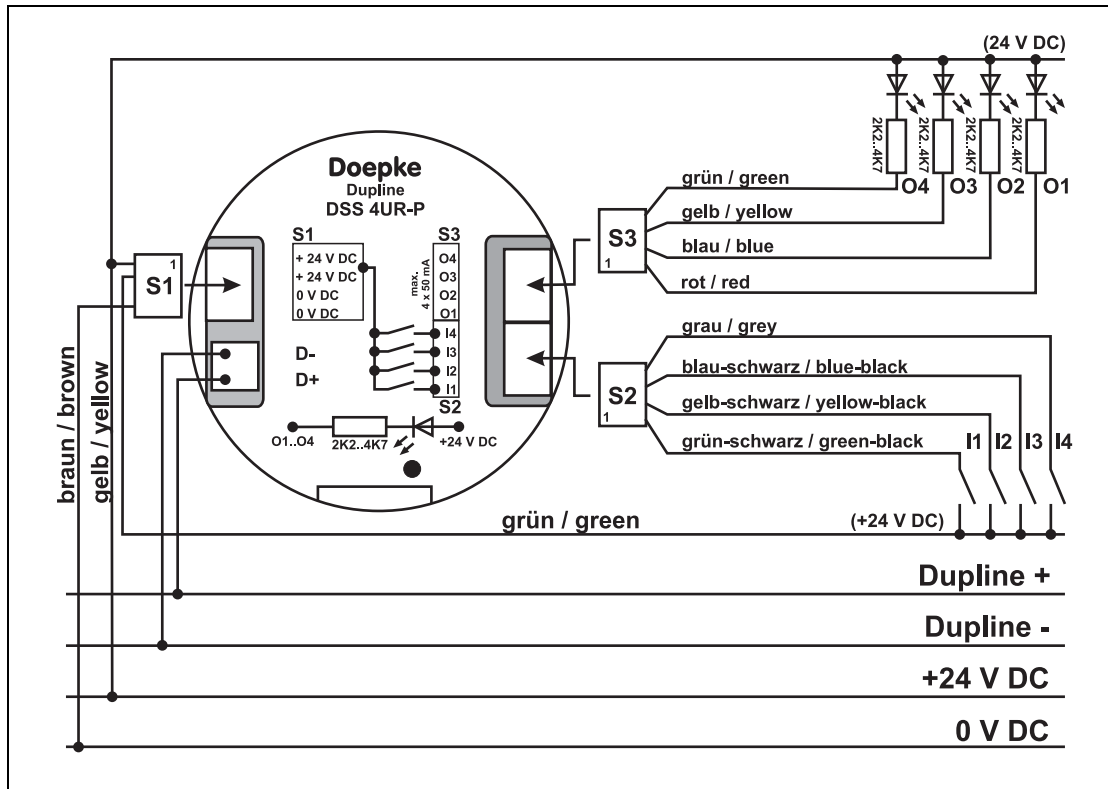 (24 V DC)
2K2..4K7
2K2..4K7
2K2..4K7
2K2..4K7
O4
O3
O2
O1
Doepke
Dupline
DSS 4UR-P
S1
+ 24 V DC
+ 24 V DC
0 V DC
0 V DC
max.
4 x 50 mA
S3
O4
O3
O2
O1
I4
I3
I2
I1
S2
D-
D+
O1..O4
2K2..4K7
+24 V DC
1
S1
S3
1
grün / green
gelb / yellow
blau / blue
rot / red
S2
1
grau / grey
blau-schwarz / blue-black
gelb-schwarz / yellow-black
grün-schwarz / green-black
I1
I2
I3
I4
braun / brown
gelb / yellow
grün / green
(+24 V DC)
Dupline +
Dupline -
+24 V DC
0 V DC